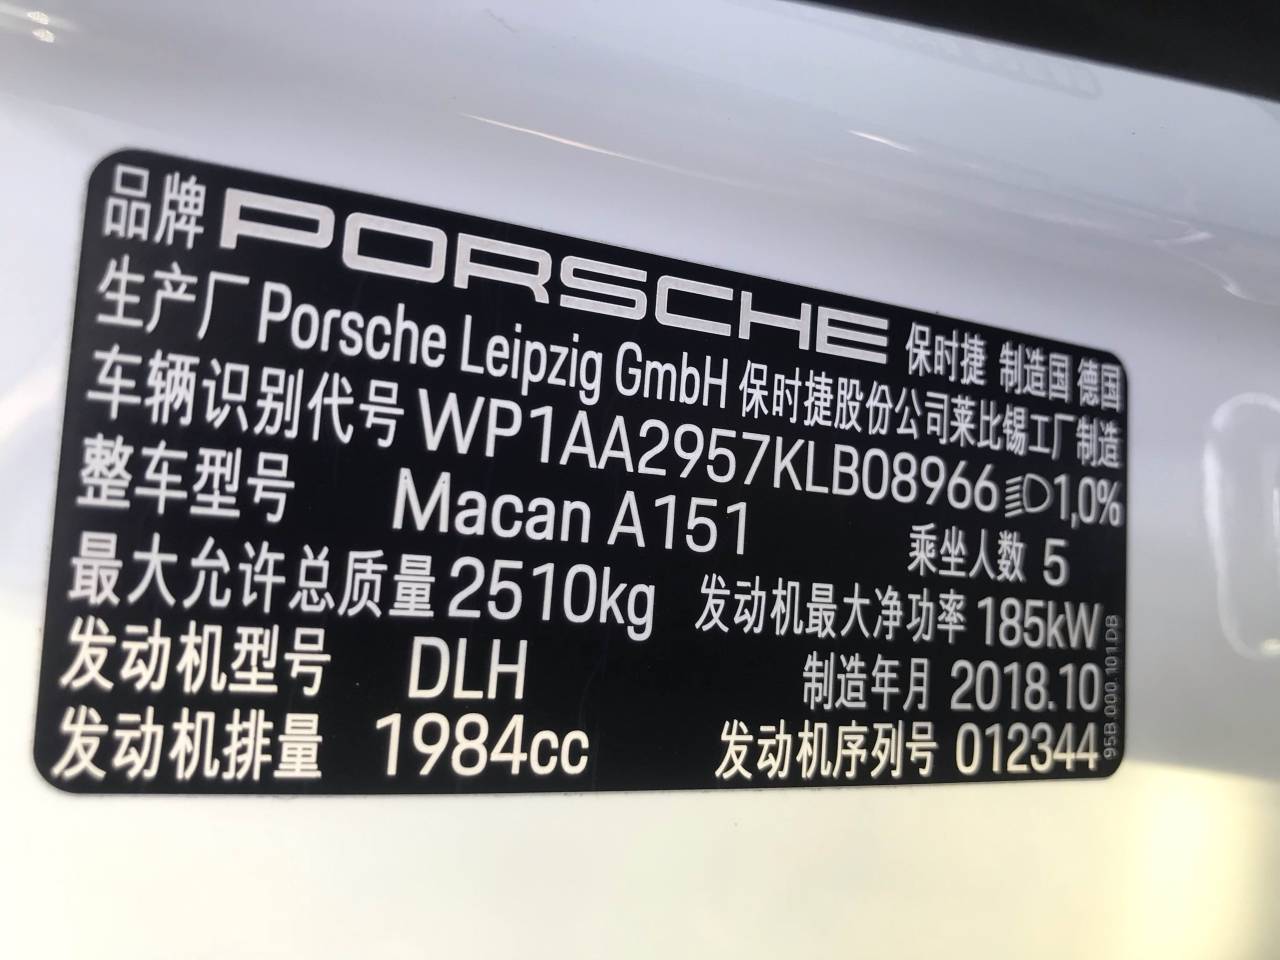 品牌 PORSCHE 保时捷 制造国 德国
生产厂 Porsche Leipzig GmbH 保时捷股份公司莱比锡工厂制造
车辆识别代号 WP1AA2957KLB08966 1,0%
整车型号 Macan A151 乘坐人数 5
最大允许总质量 2510kg 发动机最大净功率 185kW
发动机型号 DLH 制造年月 2018.10
发动机排量 1984cc 发动机序列号 012344
95B.000.101.DB